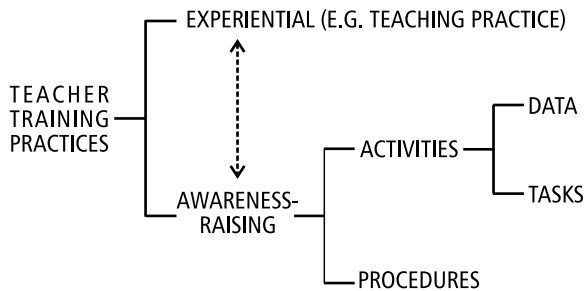 EXPERIENTIAL (E.G. TEACHING PRACTICE)
TEACHER
TRAINING
PRACTICES
DATA
ACTIVITIES
TASKS
AWARENESS-
RAISING
PROCEDURES